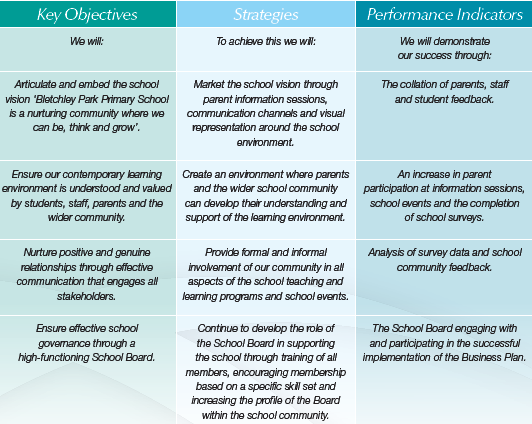 Key Objectives
Strategies
Performance Indicators
We will:
To achieve this we will:
We will demonstrate
our success through:
Articulate and embed the school
vision ‘Bletchley Park Primary School
is a nurturing community where we
can be, think and grow’.
Market the school vision through
parent information sessions,
communication channels and visual
representation around the school
environment.
The collation of parents, staff
and student feedback.
Ensure our contemporary learning
environment is understood and valued
by students, staff, parents and the
wider community.
Create an environment where parents
and the wider school community
can develop their understanding and
support of the learning environment.
An increase in parent
participation at information sessions,
school events and the completion
of school surveys.
Nurture positive and genuine
relationships through effective
communication that engages all
stakeholders.
Provide formal and informal
involvement of our community in all
aspects of the school teaching and
learning programs and school events.
Analysis of survey data and school
community feedback.
Ensure effective school
governance through a
high-functioning School Board.
Continue to develop the role of
the School Board in supporting
the school through training of all
members, encouraging membership
based on a specific skill set and
increasing the profile of the Board
within the school community.
The School Board engaging with
and participating in the successful
implementation of the Business Plan.